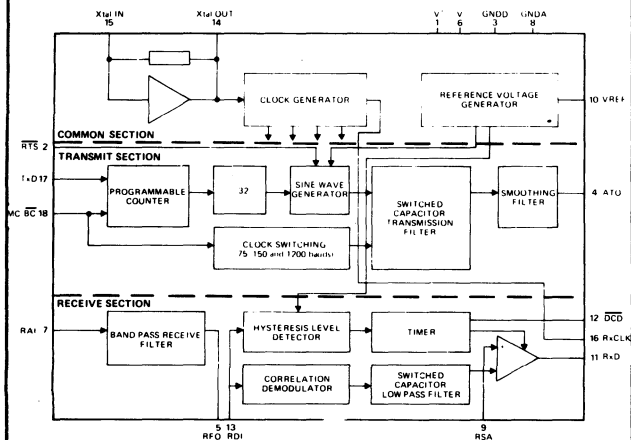 Xtal IN
15
Xtal OUT
14
V
1
V
6
GNDD
3
GNDA
8
CLOCK GENERATOR
REFERENCE VOLTAGE
GENERATOR
10 VREF
COMMON SECTION
RTS 2
TRANSMIT SECTION
TxD 17
PROGRAMMABLE
COUNTER
32
SINE WAVE
GENERATOR
SWITCHED
CAPACITOR
TRANSMISSION
FILTER
SMOOTHING
FILTER
4 ATO
MC BC 18
CLOCK SWITCHING
75 150 and 1200 bauds
RECEIVE SECTION
RAI 7
BAND PASS RECEIVE
FILTER
HYSTERESIS LEVEL
DETECTOR
TIMER
12 DCD
16 RxCLK
11 RxD
CORRELATION
DEMODULATOR
SWITCHED
CAPACITOR
LOW PASS FILTER
5
RFO
13
RDI
9
RSA